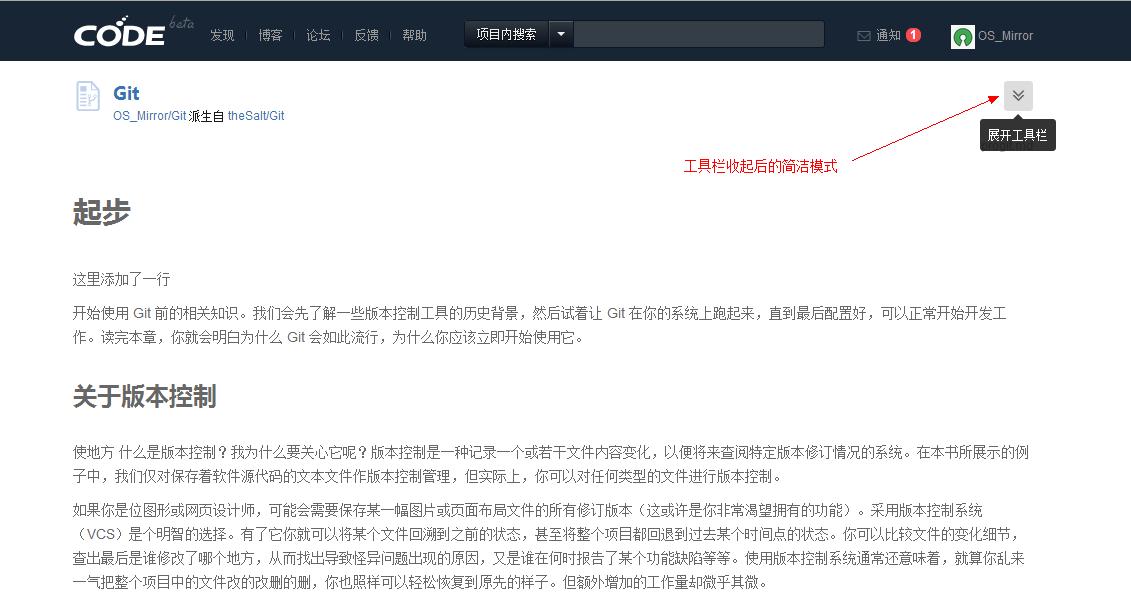 CODE beta 发现 博客 论坛 反馈 帮助 项目内搜索 通知 1 OS_Mirror
Git
OS_Mirror/Git 派生自 theSalt/Git
展开工具栏
工具栏收起后的简洁模式
起步
这里添加了一行
开始使用 Git 前的相关知识。我们会先了解一些版本控制工具的历史背景，然后试着让 Git 在你的系统上跑起来，直到最后配置好，可以正常开始开发工
作。读完本章，你就会明白为什么 Git 会如此流行，为什么你应该立即开始使用它。
关于版本控制
使地方 什么是版本控制？我为什么要关心它呢？版本控制是一种记录一个或若干文件内容变化，以便将来查阅特定版本修订情况的系统。在本书所展示的例
子中，我们仅对保存着软件源代码的文本文件作版本控制管理，但实际上，你可以对任何类型的文件进行版本控制。
如果你是位图形或网页设计师，可能会需要保存某一幅图片或页面布局文件的所有修订版本（这或许是你非常渴望拥有的功能）。采用版本控制系统
（VCS）是个明智的选择。有了它你就可以将某个文件回溯到之前的状态，甚至将整个项目都回退到过去某个时间点的状态。你可以比较文件的变化细节，
查出最后是谁修改了哪个地方，从而找出导致怪异问题出现的原因，又是谁在何时报告了某个功能缺陷等等。使用版本控制系统通常还意味着，就算你乱来
一气把整个项目中的文件改的改删的删，你也照样可以轻松恢复到原先的样子。但额外增加的工作量却微乎其微。